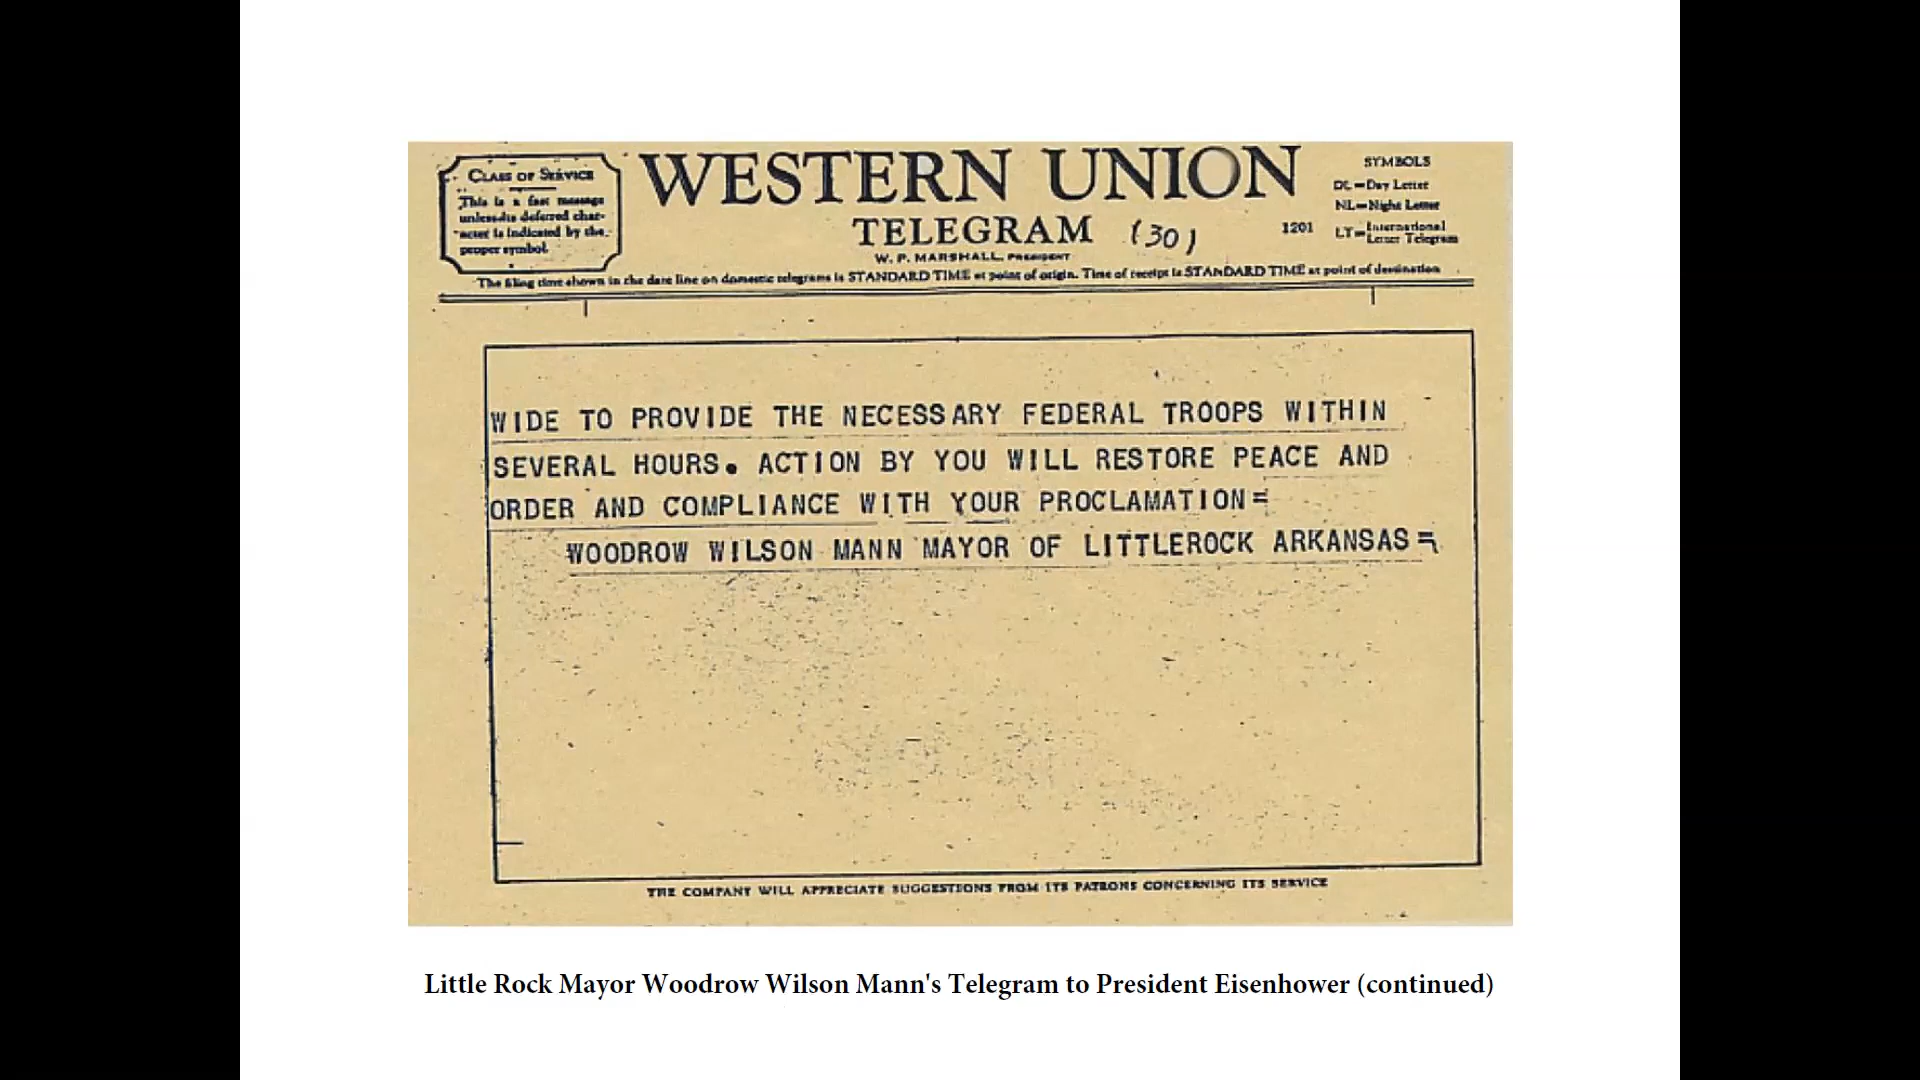 CLASS OF SERVICE
This is a fast message
unless its deferred char-
acter is indicated by the
proper symbol.
WESTERN UNION
TELEGRAM (30)
W. P. MARSHALL, PRESIDENT
1201
SYMBOLS
DL=Day Letter
NL=Night Letter
LT=International Letter Telegram
The filing time shown in the date line on domestic telegrams is STANDARD TIME at point of origin. Time of receipt is STANDARD TIME at point of destination
WIDE TO PROVIDE THE NECESSARY FEDERAL TROOPS WITHIN
SEVERAL HOURS. ACTION BY YOU WILL RESTORE PEACE AND
ORDER AND COMPLIANCE WITH YOUR PROCLAMATION=
WOODROW WILSON MANN MAYOR OF LITTLEROCK ARKANSAS=
THE COMPANY WILL APPRECIATE SUGGESTIONS FROM ITS PATRONS CONCERNING ITS SERVICE
Little Rock Mayor Woodrow Wilson Mann's Telegram to President Eisenhower (continued)